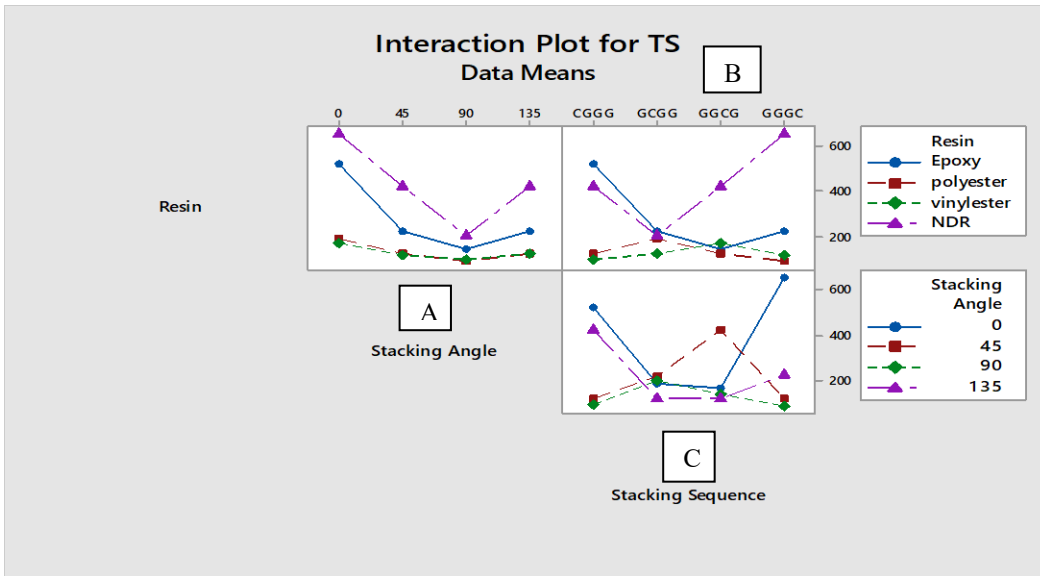 Interaction Plot for TS
Data Means
B
0 45 90 135
CGGG GCGG GGCG GGGC
600
400
200
Resin
Epoxy
polyester
vinylester
NDR
Resin
A
Stacking Angle
600
400
200
Stacking
Angle
0
45
90
135
C
Stacking Sequence